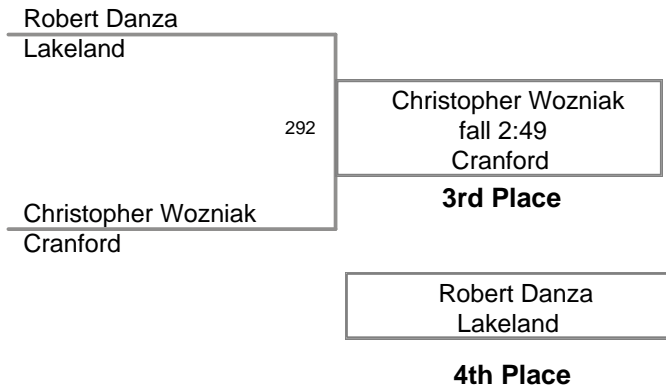 Robert Danza
Lakeland
292
Christopher Wozniak
fall 2:49
Cranford
3rd Place
Christopher Wozniak
Cranford
Robert Danza
Lakeland
4th Place